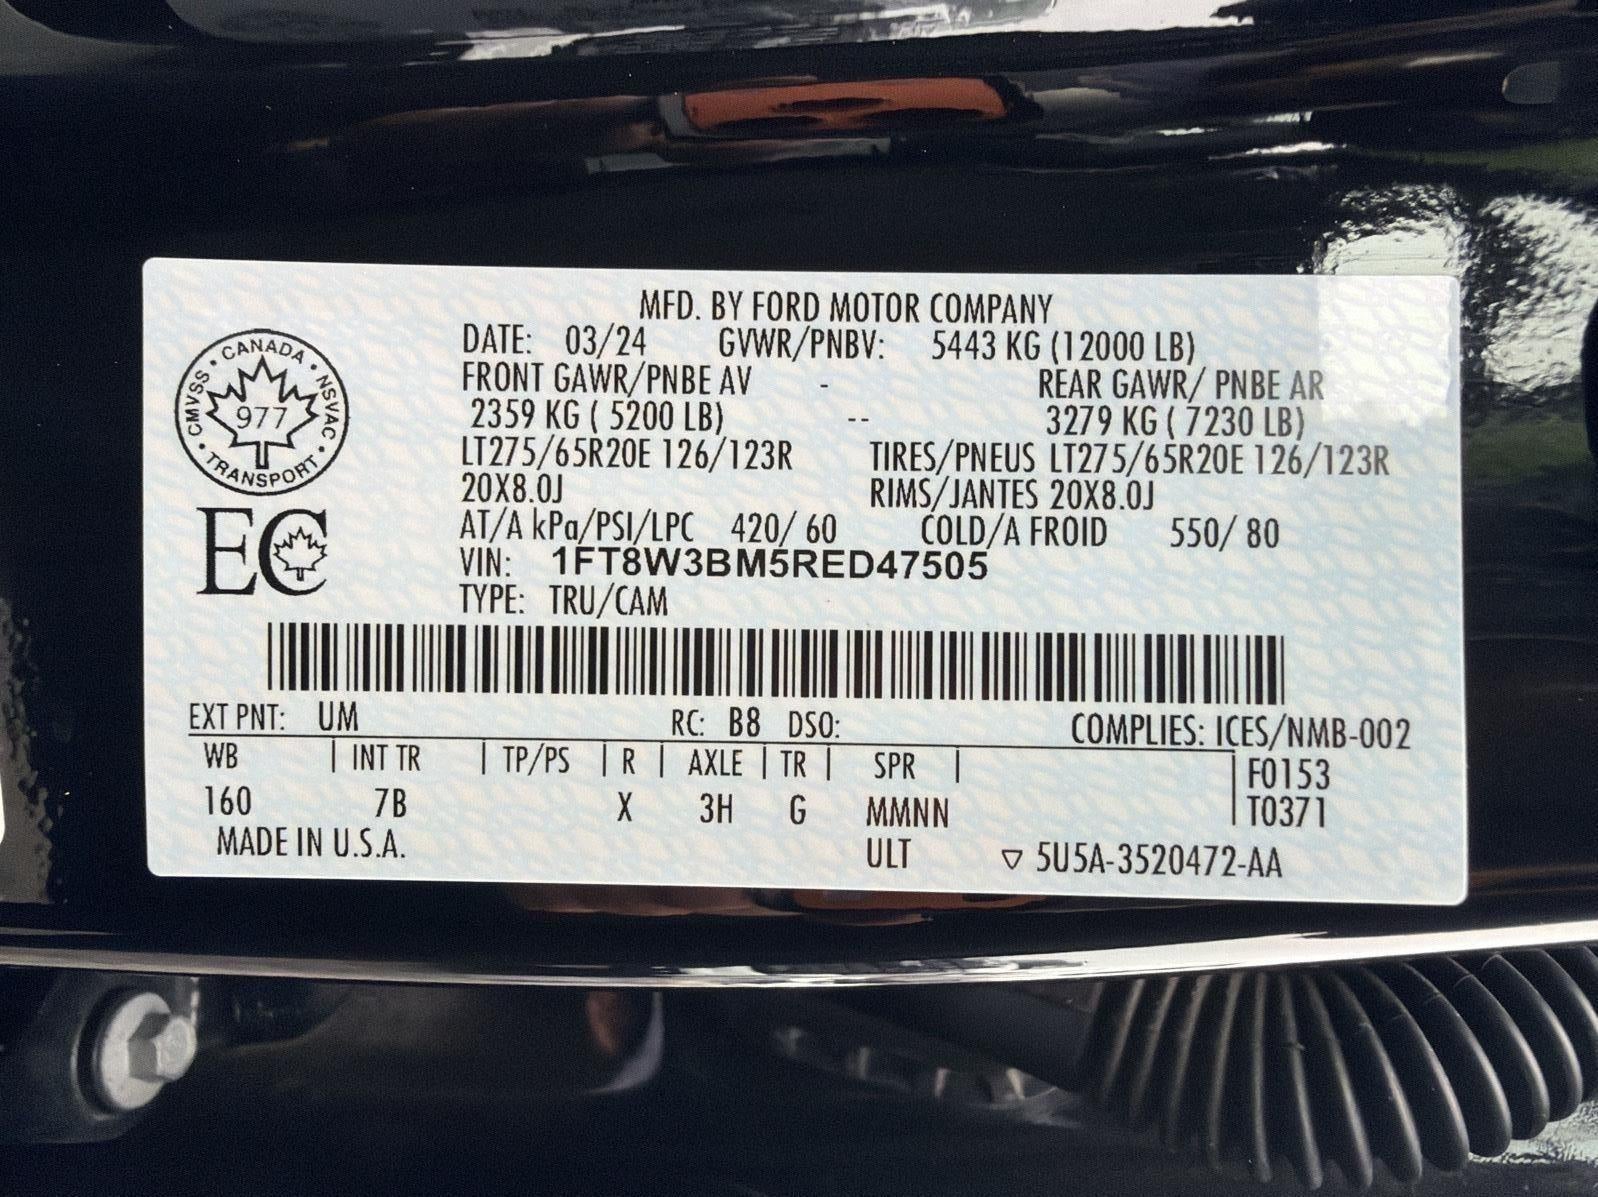 MFD. BY FORD MOTOR COMPANY
DATE: 03/24 GVWR/PNBV: 5443 KG (12000 LB)
FRONT GAWR/PNBE AV - REAR GAWR/ PNBE AR
2359 KG ( 5200 LB) -- 3279 KG ( 7230 LB)
LT275/65R20E 126/123R TIRES/PNEUS LT275/65R20E 126/123R
20X8.0J RIMS/JANTES 20X8.0J
AT/A kPa/PSI/LPC 420/ 60 COLD/A FROID 550/ 80
VIN: 1FT8W3BM5RED47505
TYPE: TRU/CAM
CANADA
CMVSS • NSVAC
977
TRANSPORT
EC
EXT PNT: UM RC: B8 DSO: COMPLIES: ICES/NMB-002
WB | INT TR | TP/PS | R | AXLE | TR | SPR | F0153
160 7B X 3H G MMNN T0371
MADE IN U.S.A. ULT ▽ 5U5A-3520472-AA